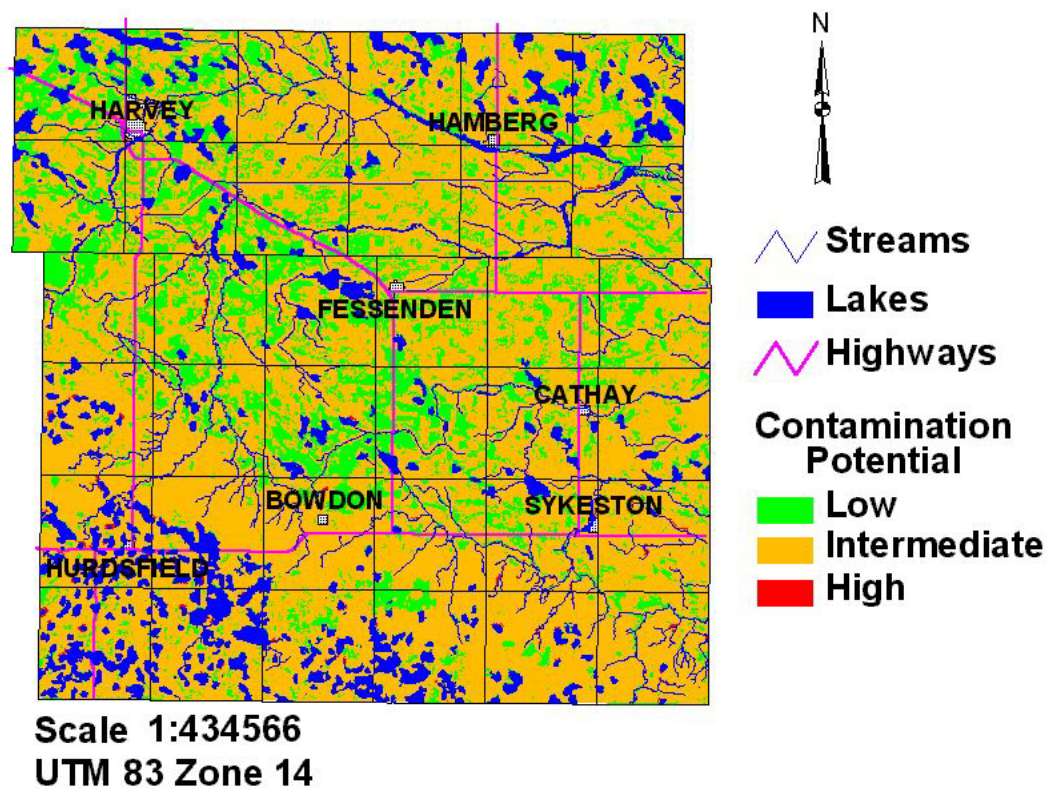 N
HARVEY
HAMBERG
FESSENDEN
CATHAY
BOWDON
SYKESTON
HURDSFIELD
Streams
Lakes
Highways
Contamination
Potential
Low
Intermediate
High
Scale 1:434566
UTM 83 Zone 14